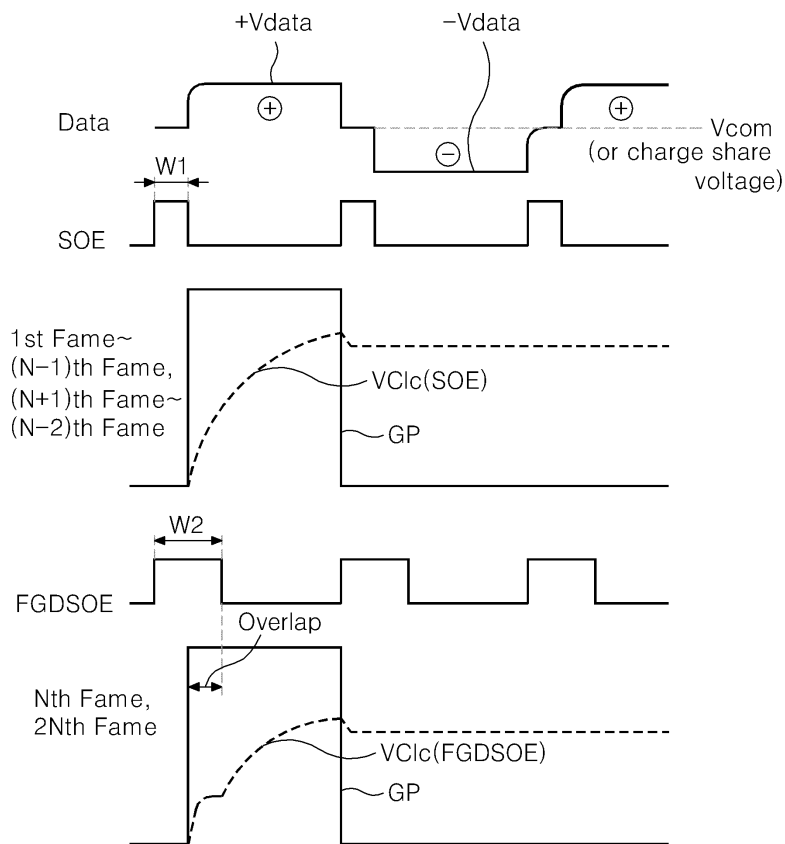 +Vdata
−Vdata
Data
+
−
+
Vcom
(or charge share
voltage)
W1
SOE
1st Fame~
(N−1)th Fame,
(N+1)th Fame~
(N−2)th Fame
VClc(SOE)
GP
W2
FGDSOE
Overlap
Nth Fame,
2Nth Fame
VClc(FGDSOE)
GP